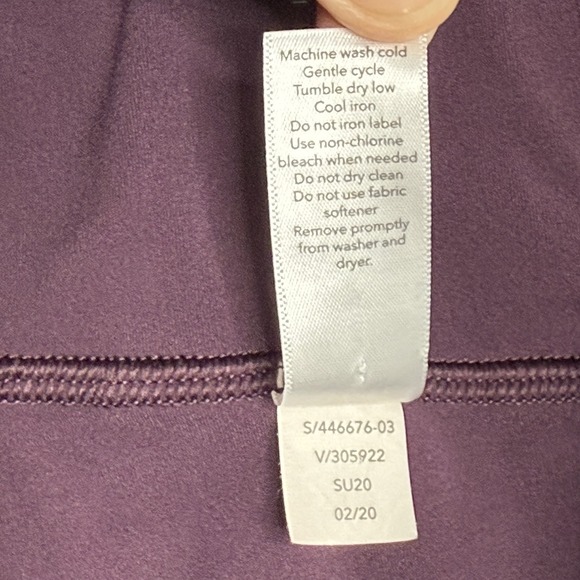 Machine wash cold
Gentle cycle
Tumble dry low
Cool iron
Do not iron label
Use non-chlorine
bleach when needed
Do not dry clean
Do not use fabric
softener
Remove promptly
from washer and
dryer.
S/446676-03
V/305922
SU20
02/20